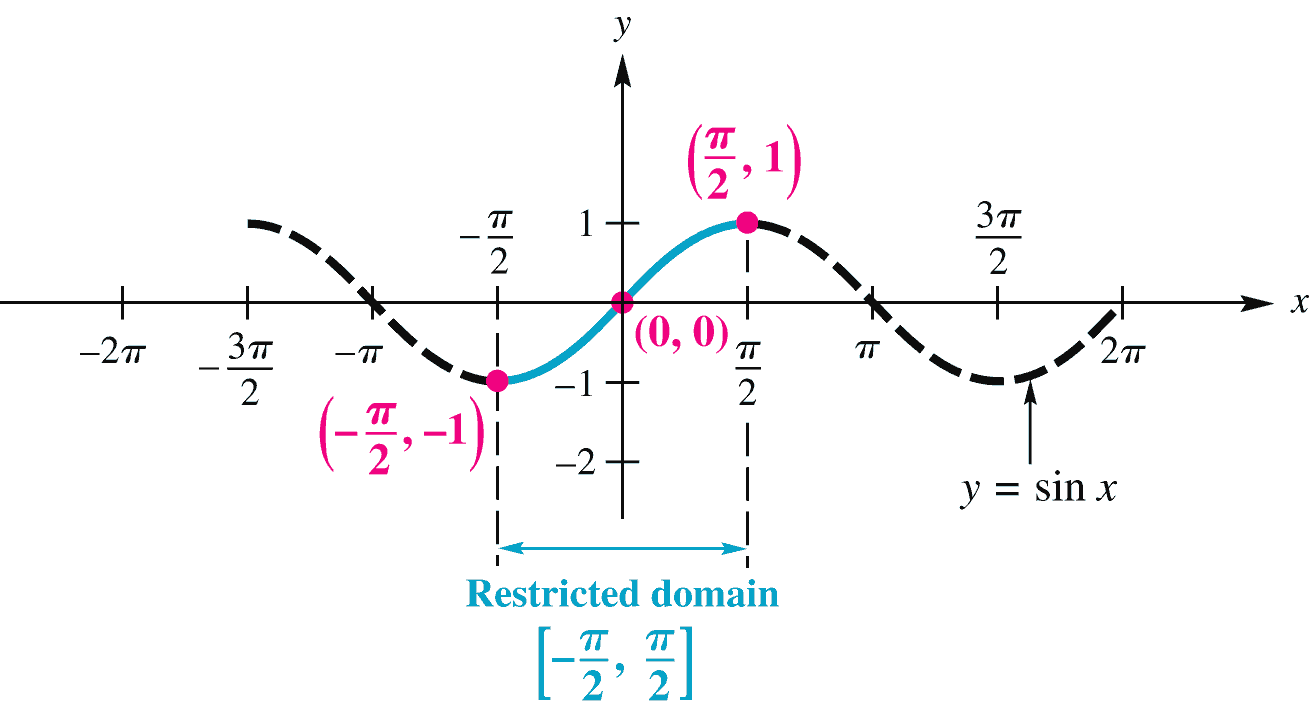 y
(π/2, 1)
1
−π/2
3π/2
x
(0, 0)
−2π
−3π/2
−π
π/2
π
2π
−1
(−π/2, −1)
−2
y = sin x
Restricted domain
[−π/2, π/2]